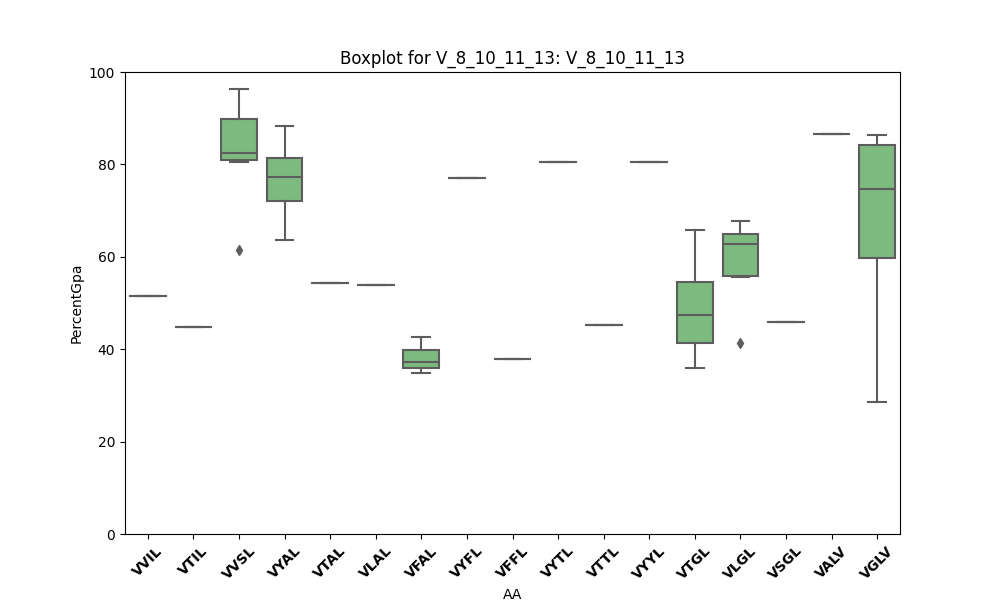 Boxplot for V_8_10_11_13: V_8_10_11_13
100
80
60
40
20
0
PercentGpa
VVIL VTIL VVSL VYAL VTAL VLAL VFAL VYFL VFFL VYTL VTTL VYYL VTGL VLGL VSGL VALV VGLV
AA